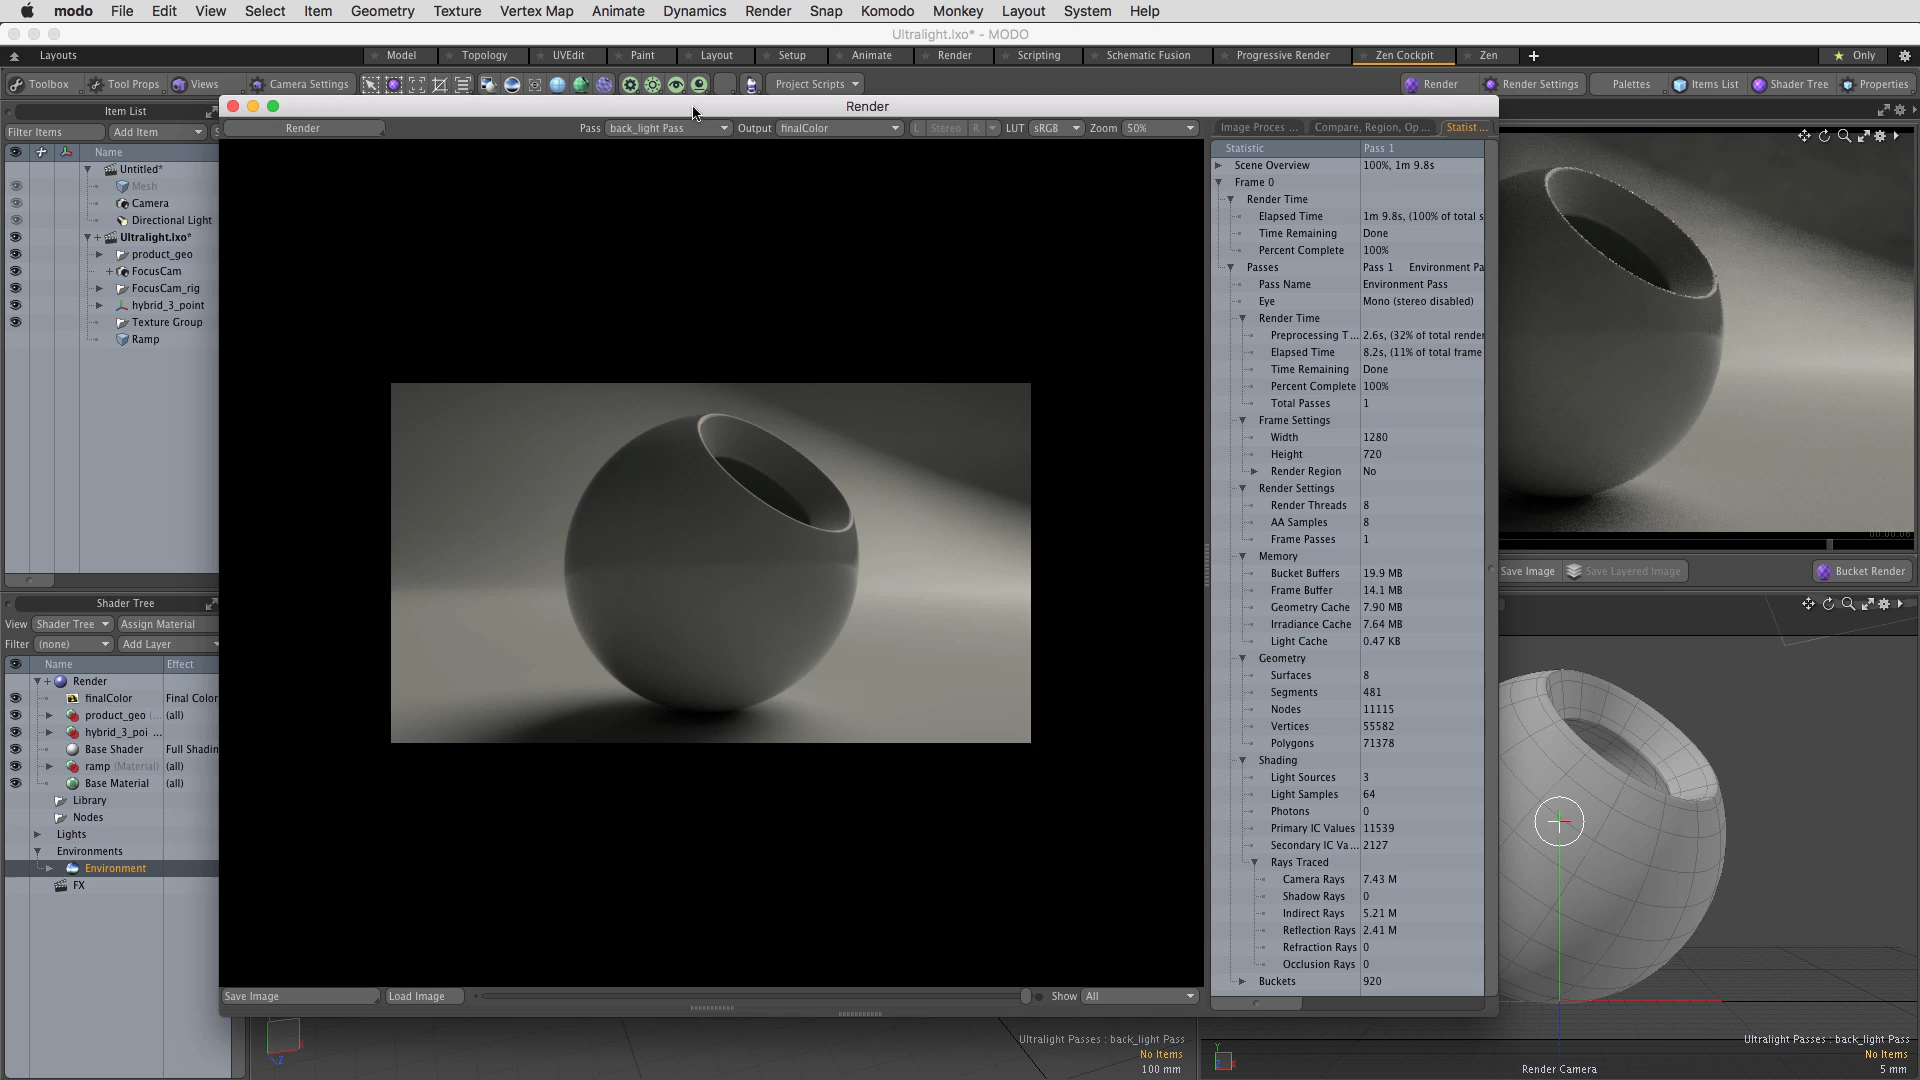 modo File Edit View Select Item Geometry Texture Vertex Map Animate Dynamics Render Snap Komodo Monkey Layout System Help
Ultralight.lxo* - MODO
Layouts Model Topology UVEdit Paint Layout Setup Animate Render Scripting Schematic Fusion Progressive Render Zen Cockpit Zen + Only
Toolbox Tool Props Views Camera Settings Project Scripts Render Render Settings Palettes Items List Shader Tree Properties
Render
Item List
Filter Items Add Item S
Name
Untitled*
Mesh
Camera
Directional Light
Ultralight.lxo*
product_geo
FocusCam
FocusCam_rig
hybrid_3_point
Texture Group
Ramp
Shader Tree
View Shader Tree Assign Material
Filter (none) Add Layer
Name Effect
Render
finalColor Final Color
product_geo (... (all)
hybrid_3_poi ...
Base Shader Full Shadin
ramp (Material) (all)
Base Material (all)
Library
Nodes
Lights
Environments
Environment
FX
Render Pass back_light Pass Output finalColor L Stereo R LUT sRGB Zoom 50%
Image Proces ... Compare, Region, Op ... Statist ...
Statistic Pass 1
Scene Overview 100%, 1m 9.8s
Frame 0
Render Time
Elapsed Time 1m 9.8s, (100% of total s
Time Remaining Done
Percent Complete 100%
Passes Pass 1 Environment Pa
Pass Name Environment Pass
Eye Mono (stereo disabled)
Render Time
Preprocessing T... 2.6s, (32% of total render
Elapsed Time 8.2s, (11% of total frame
Time Remaining Done
Percent Complete 100%
Total Passes 1
Frame Settings
Width 1280
Height 720
Render Region No
Render Settings
Render Threads 8
AA Samples 8
Frame Passes 1
Memory
Bucket Buffers 19.9 MB
Frame Buffer 14.1 MB
Geometry Cache 7.90 MB
Irradiance Cache 7.64 MB
Light Cache 0.47 KB
Geometry
Surfaces 8
Segments 481
Nodes 11115
Vertices 55582
Polygons 71378
Shading
Light Sources 3
Light Samples 64
Photons 0
Primary IC Values 11539
Secondary IC Va... 2127
Rays Traced
Camera Rays 7.43 M
Shadow Rays 0
Indirect Rays 5.21 M
Reflection Rays 2.41 M
Refraction Rays 0
Occlusion Rays 0
Buckets 920
Save Image Load Image Show All
Save Image Save Layered Image Bucket Render
Ultralight Passes : back_light Pass
No Items
100 mm
Z
Y
Render Camera
Ultralight Passes : back_light Pass
No Items
5 mm